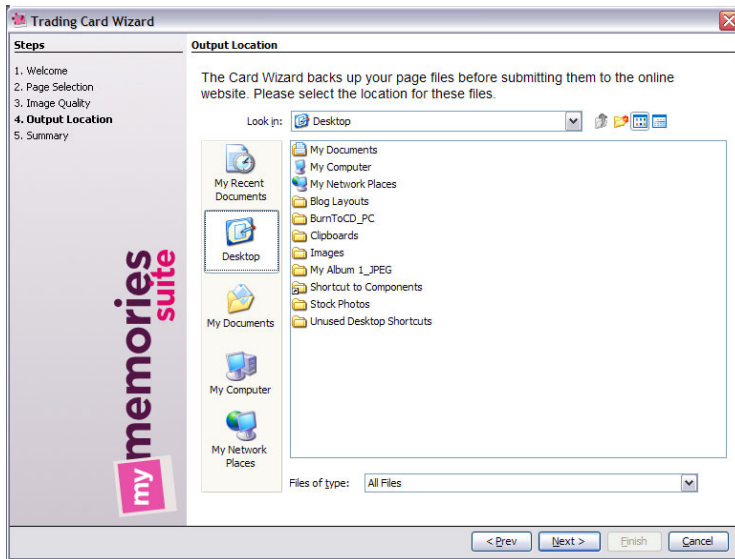 Trading Card Wizard
Steps
1. Welcome
2. Page Selection
3. Image Quality
4. Output Location
5. Summary
my memories suite
Output Location
The Card Wizard backs up your page files before submitting them to the online
website. Please select the location for these files.
Look in:
Desktop
My Recent
Documents
Desktop
My Documents
My Computer
My Network
Places
My Documents
My Computer
My Network Places
Blog Layouts
BurnToCD_PC
Clipboards
Images
My Album 1_JPEG
Shortcut to Components
Stock Photos
Unused Desktop Shortcuts
Files of type:
All Files
< Prev
Next >
Finish
Cancel